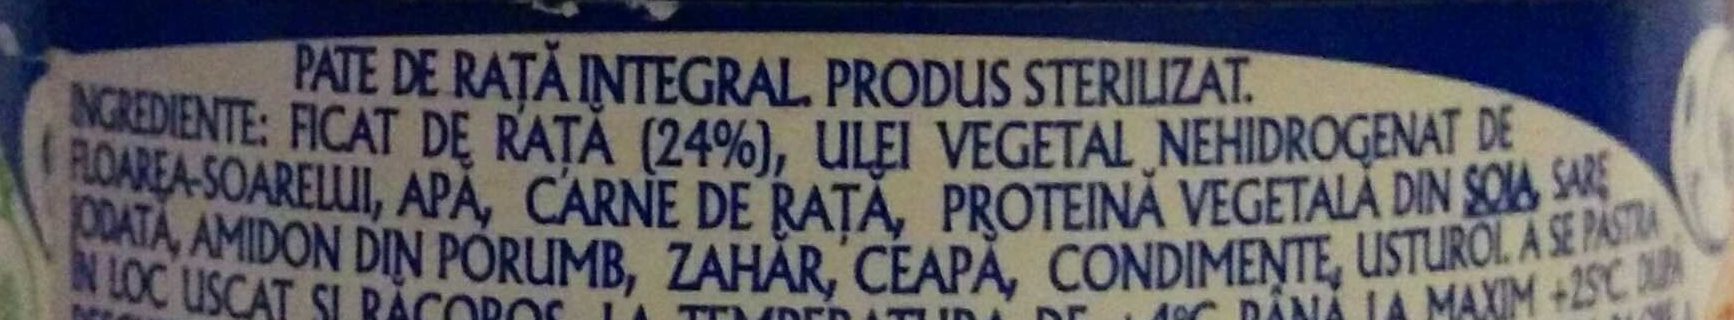 PATE DE RAȚĂ INTEGRAL. PRODUS STERILIZAT.
INGREDIENTE: FICAT DE RAȚĂ (24%), ULEI VEGETAL NEHIDROGENAT DE
FLOAREA-SOARELUI, APĂ, CARNE DE RAȚĂ, PROTEINĂ VEGETALĂ DIN SOIA, SARE
IODATĂ, AMIDON DIN PORUMB, ZAHĂR, CEAPĂ, CONDIMENTE, USTUROI. A SE PĂSTRA
ÎN LOC USCAT ȘI RĂCOROS, LA TEMPERATURA DE +4°C PÂNĂ LA MAXIM +25°C. DUPĂ